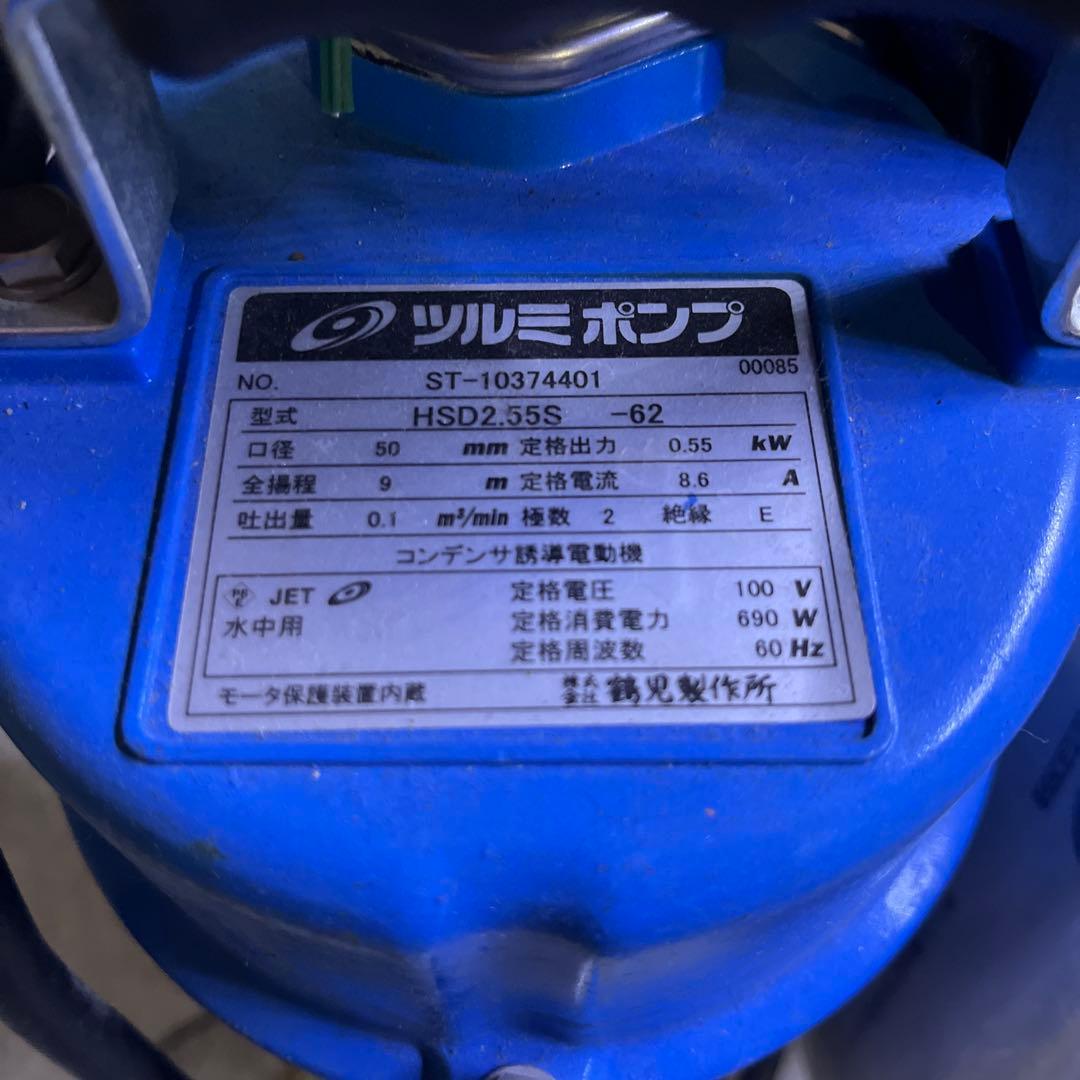 ツルミポンプ
00085
NO. ST-10374401
型式 HSD2.55S -62
口径 50 mm 定格出力 0.55 kW
全揚程 9 m 定格電流 8.6 A
吐出量 0.1 m³/min 極数 2 絶縁 E
コンデンサ誘導電動機
PS E JET 定格電圧 100 V
水中用 定格消費電力 690 W
定格周波数 60 Hz
モータ保護装置内蔵 株式会社 鶴見製作所